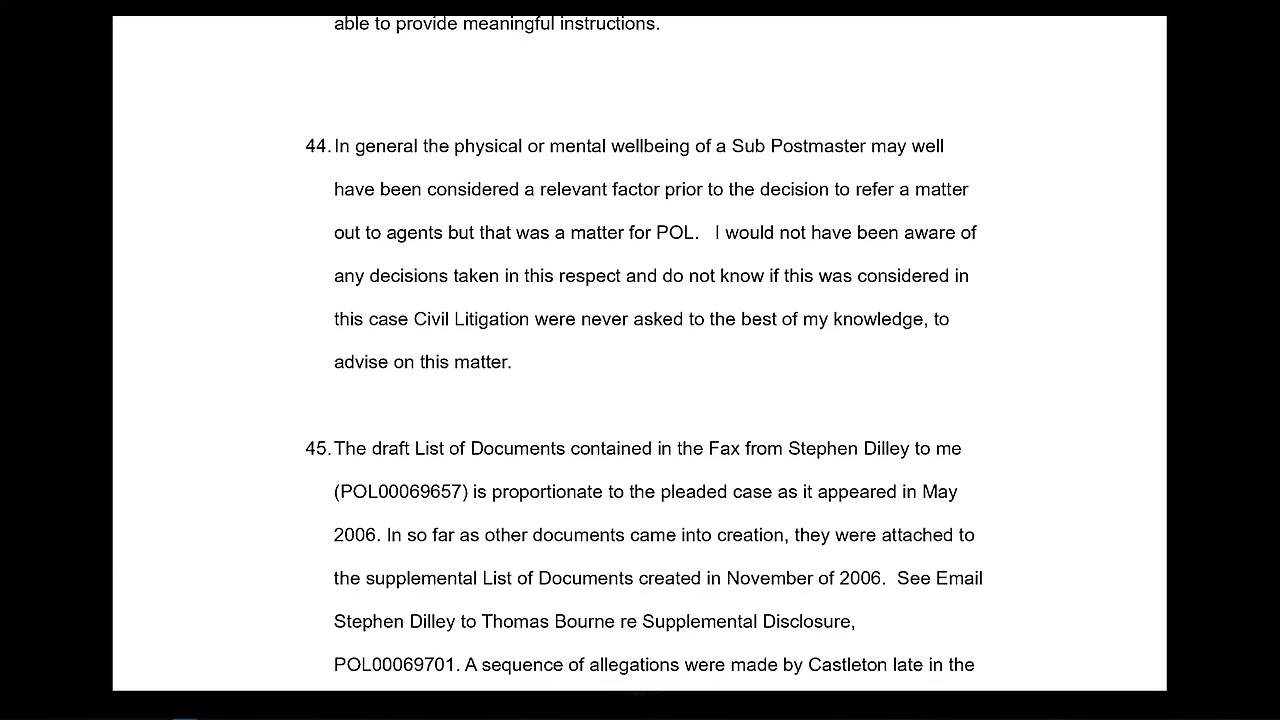 able to provide meaningful instructions.
44. In general the physical or mental wellbeing of a Sub Postmaster may well
have been considered a relevant factor prior to the decision to refer a matter
out to agents but that was a matter for POL.   I would not have been aware of
any decisions taken in this respect and do not know if this was considered in
this case Civil Litigation were never asked to the best of my knowledge, to
advise on this matter.
45. The draft List of Documents contained in the Fax from Stephen Dilley to me
(POL00069657) is proportionate to the pleaded case as it appeared in May
2006. In so far as other documents came into creation, they were attached to
the supplemental List of Documents created in November of 2006.  See Email
Stephen Dilley to Thomas Bourne re Supplemental Disclosure,
POL00069701. A sequence of allegations were made by Castleton late in the